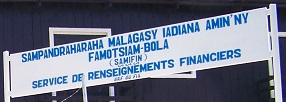 SAMPANDRAHARAHA MALAGASY IADIANA AMIN'NY
FAMOTSIAM-BOLA
(SAMIFIN)
SERVICE DE RENSEIGNEMENTS FINANCIERS